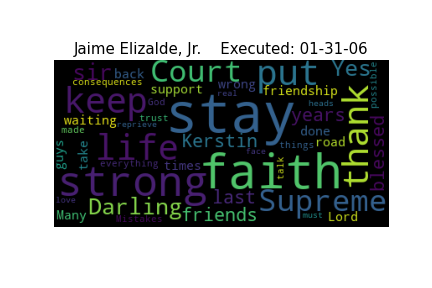 Jaime Elizalde, Jr.    Executed: 01-31-06
sir back Court put Yes
consequences support wrong friendship possible
keep God real heads
waiting stay years thank
made trust reprieve Kerstin done road blessed
guys take life times things
everything faith face talk
strong last Supreme
love Darling friends must Lord
Many Mistakes